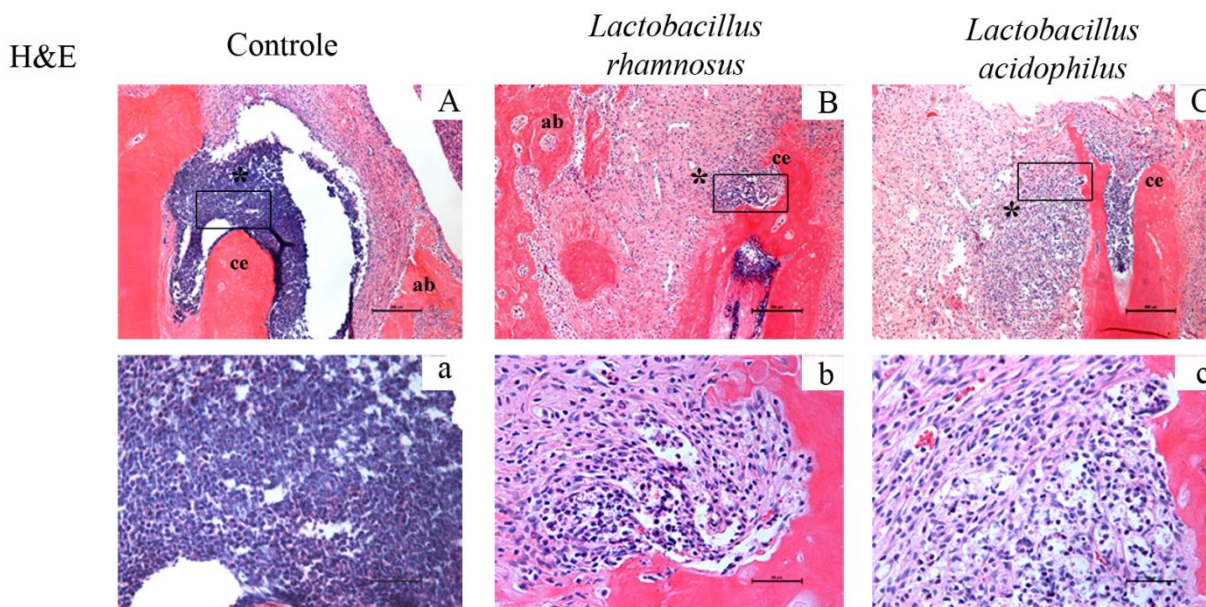 H&E
Controle
Lactobacillus
rhamnosus
Lactobacillus
acidophilus
A
*
ce
ab
B
ab
ce
*
C
ce
*
a
b
c